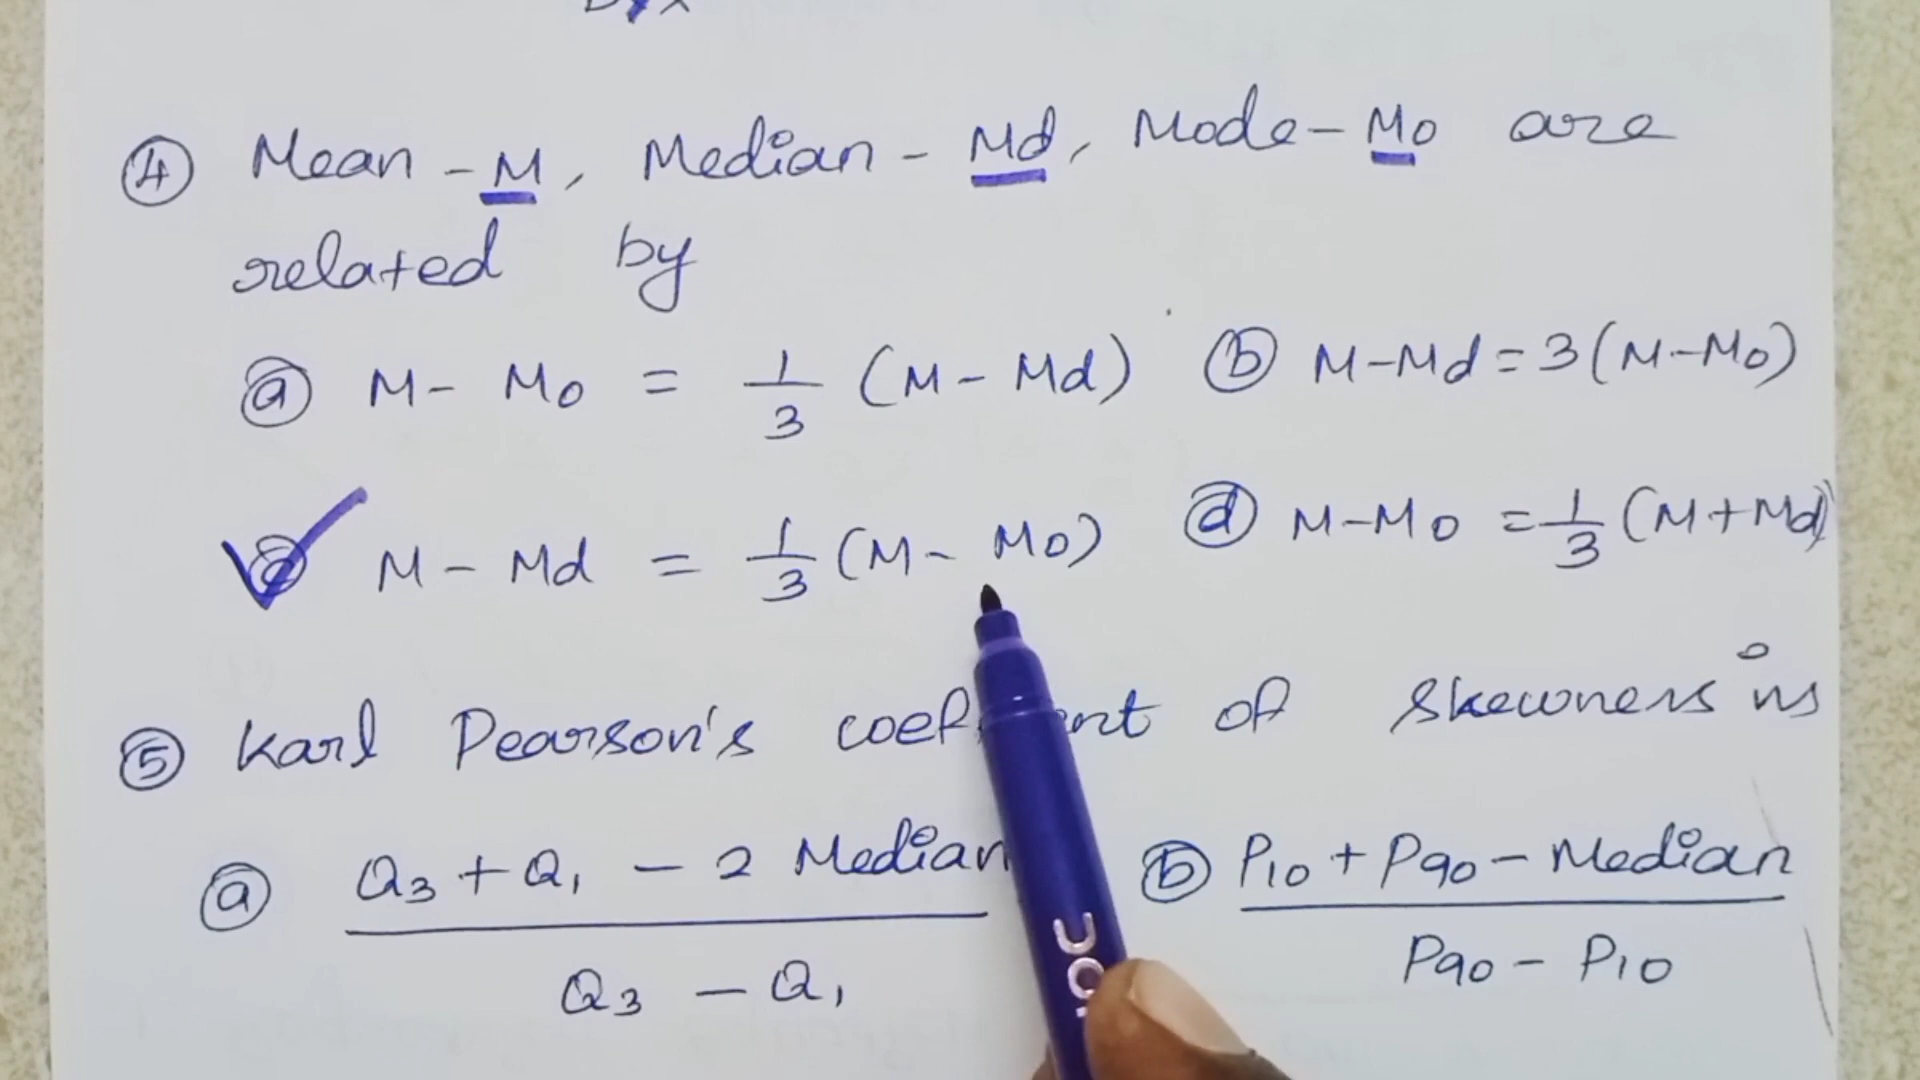 ④ Mean - M, Median - Md, Mode - Mo are
related by
ⓐ M - Mo = 1/3 (M - Md) ⓑ M-Md = 3(M-Mo)
ⓒ M - Md = 1/3 (M - Mo) ⓓ M-Mo = 1/3 (M+Md)
⑤ Karl Pearson's of skewness is
ⓐ Q3 + Q1 - 2 Median / Q3 - Q1 ⓑ P10 + P90 - Median / P90 - P10